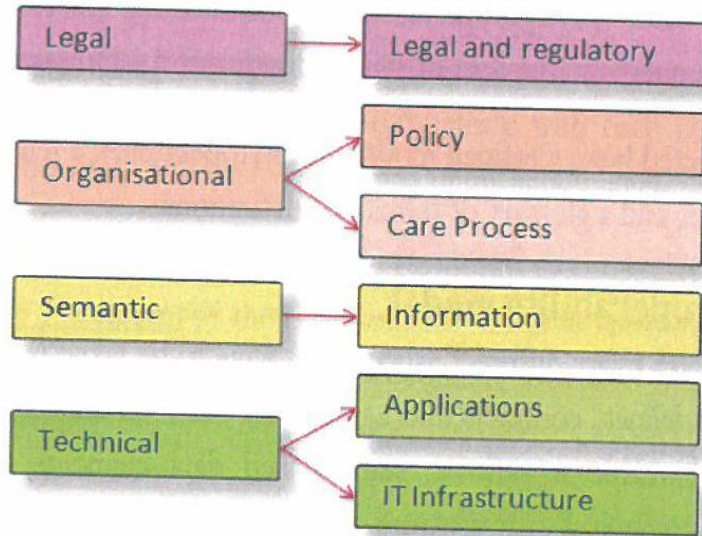 Legal
Legal and regulatory
Organisational
Policy
Care Process
Semantic
Information
Technical
Applications
IT Infrastructure